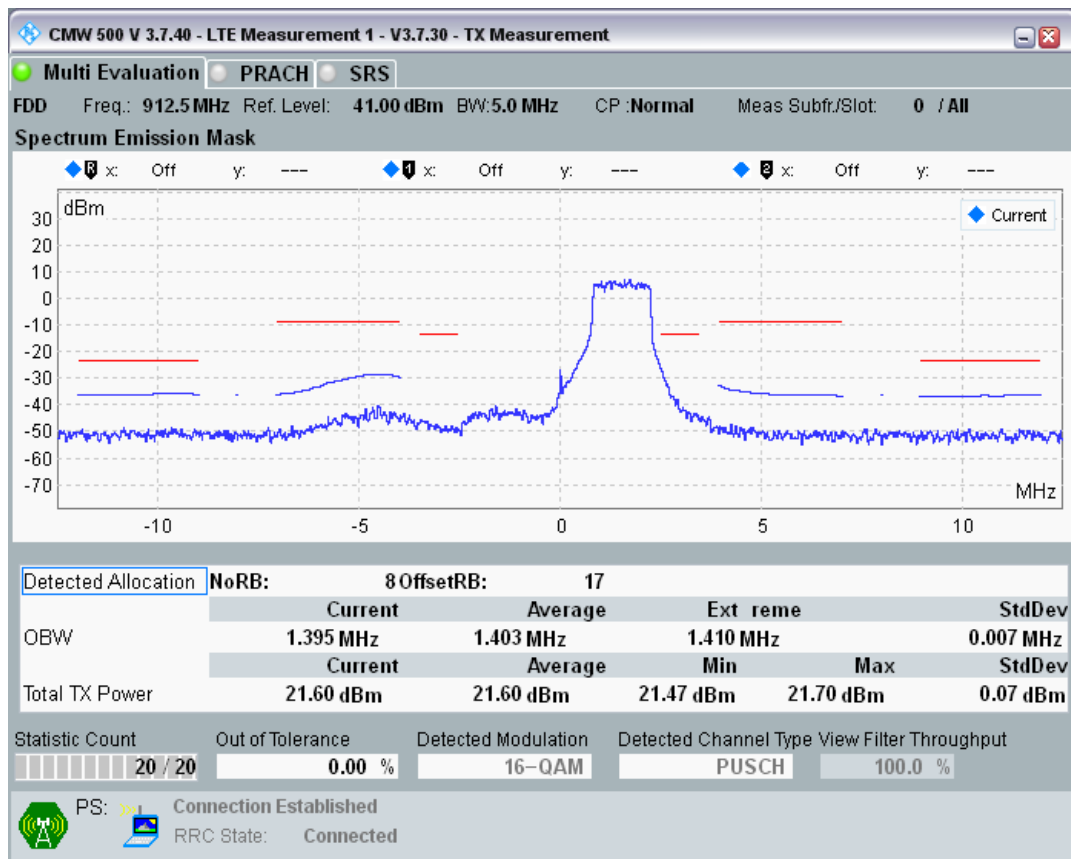 CMW 500 V 3.7.40 - LTE Measurement 1 - V3.7.30 - TX Measurement
Multi Evaluation PRACH SRS
FDD Freq.: 912.5 MHz Ref. Level: 41.00 dBm BW:5.0 MHz CP :Normal Meas Subfr./Slot: 0 / All
Spectrum Emission Mask
R x: Off y: --- 1 x: Off y: --- 2 x: Off y: ---
dBm
Current
30
20
10
0
-10
-20
-30
-40
-50
-60
-70
MHz
-10 -5 0 5 10
Detected Allocation NoRB: 8 OffsetRB: 17
Current Average Ext reme StdDev
OBW 1.395 MHz 1.403 MHz 1.410 MHz 0.007 MHz
Current Average Min Max StdDev
Total TX Power 21.60 dBm 21.60 dBm 21.47 dBm 21.70 dBm 0.07 dBm
Statistic Count Out of Tolerance Detected Modulation Detected Channel Type View Filter Throughput
20 / 20 0.00 % 16-QAM PUSCH 100.0 %
PS: Connection Established
RRC State: Connected